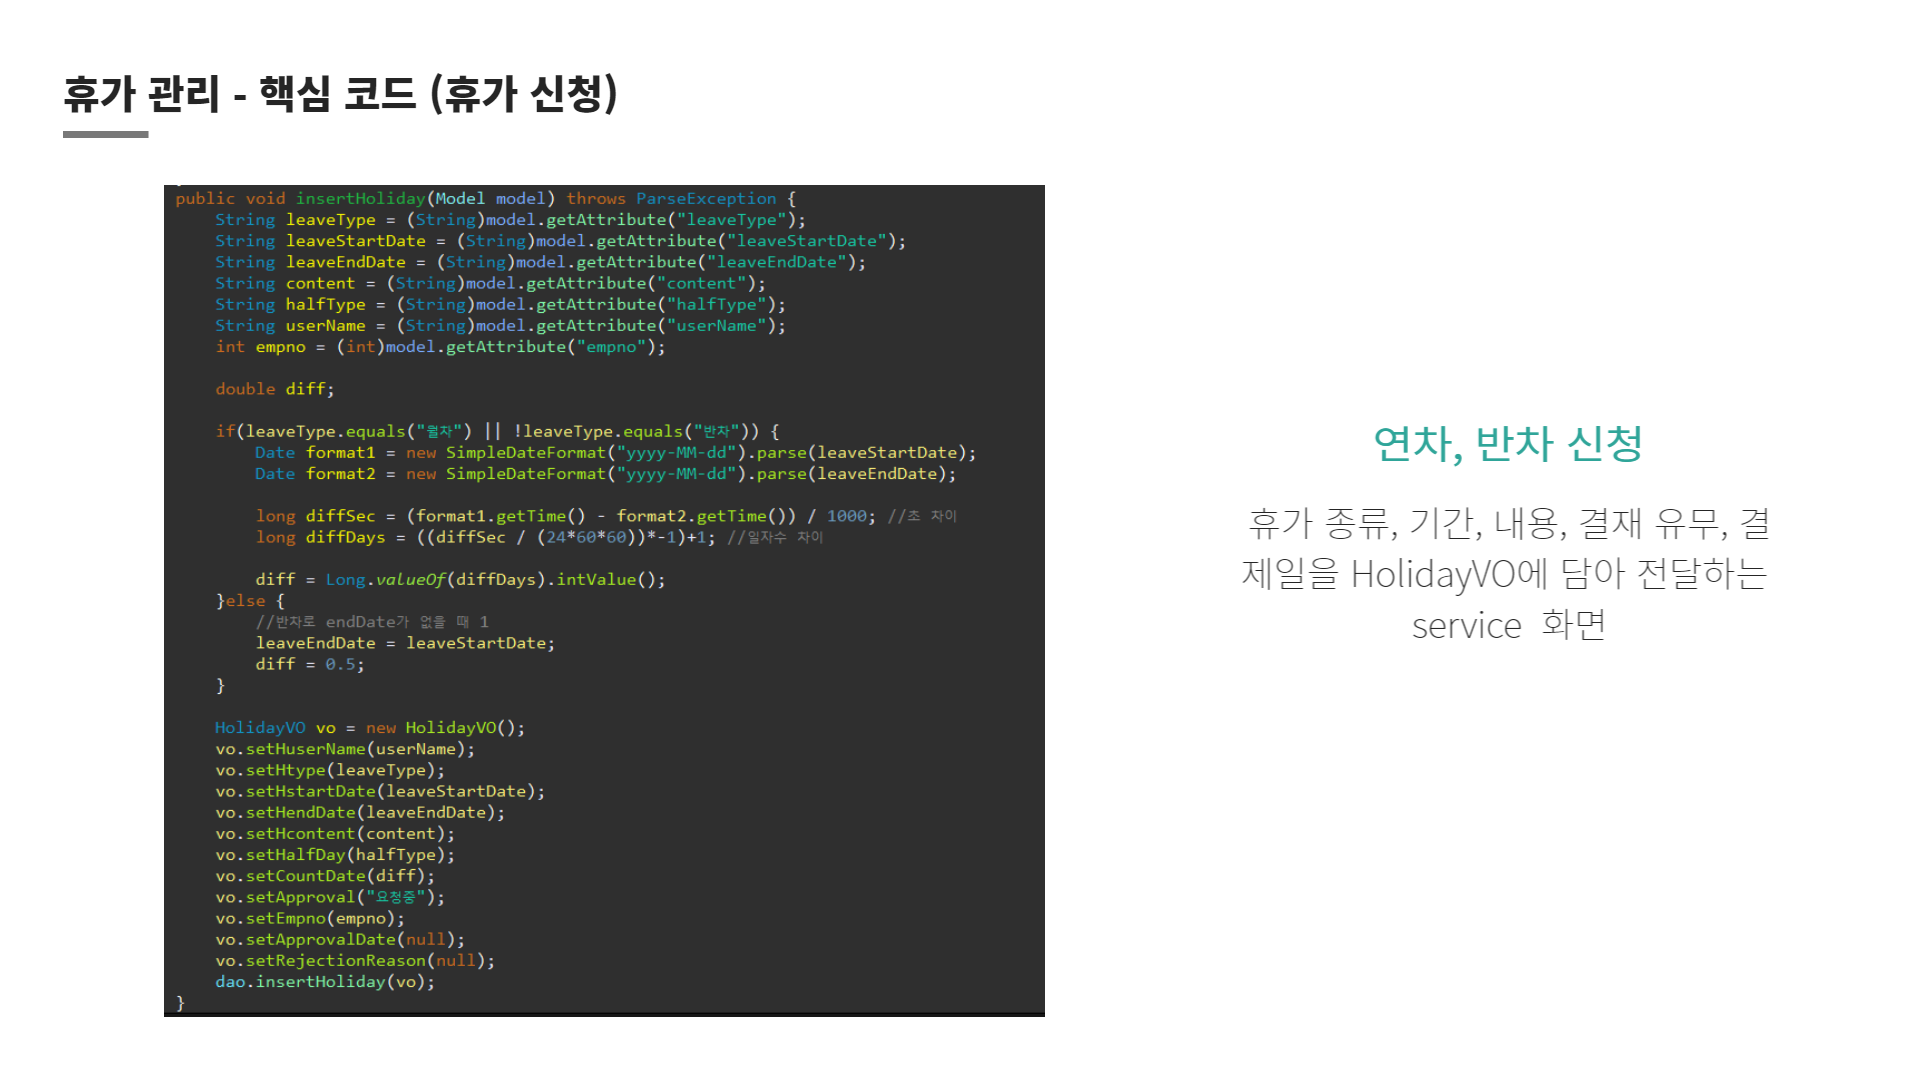 휴가 관리 - 핵심 코드 (휴가 신청)
public void insertHoliday(Model model) throws ParseException {
    String leaveType = (String)model.getAttribute("leaveType");
    String leaveStartDate = (String)model.getAttribute("leaveStartDate");
    String leaveEndDate = (String)model.getAttribute("leaveEndDate");
    String content = (String)model.getAttribute("content");
    String halfType = (String)model.getAttribute("halfType");
    String userName = (String)model.getAttribute("userName");
    int empno = (int)model.getAttribute("empno");
    double diff;
    if(leaveType.equals("월차") || !leaveType.equals("반차")) {
        Date format1 = new SimpleDateFormat("yyyy-MM-dd").parse(leaveStartDate);
        Date format2 = new SimpleDateFormat("yyyy-MM-dd").parse(leaveEndDate);
        long diffSec = (format1.getTime() - format2.getTime()) / 1000; //초 차이
        long diffDays = ((diffSec / (24*60*60))*-1)+1; //일자수 차이
        diff = Long.valueOf(diffDays).intValue();
    }else {
        //반차로 endDate가 없을 때 1
        leaveEndDate = leaveStartDate;
        diff = 0.5;
    }
    HolidayVO vo = new HolidayVO();
    vo.setHuserName(userName);
    vo.setHtype(leaveType);
    vo.setHstartDate(leaveStartDate);
    vo.setHendDate(leaveEndDate);
    vo.setHcontent(content);
    vo.setHalfDay(halfType);
    vo.setCountDate(diff);
    vo.setApproval("요청중");
    vo.setEmpno(empno);
    vo.setApprovalDate(null);
    vo.setRejectionReason(null);
    dao.insertHoliday(vo);
}
연차, 반차 신청
휴가 종류, 기간, 내용, 결재 유무, 결
제일을 HolidayVO에 담아 전달하는
service 화면